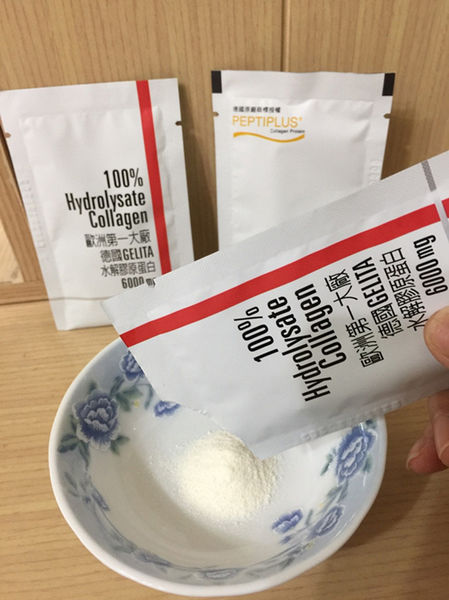 100%
Hydrolysate
Collagen
歐洲第一大廠
德國GELITA
水解膠原蛋白
6000 mg
德國原廠商標授權
PEPTIPLUS®
Collagen Protein
100%
Hydrolysate
Collagen
歐洲第一大廠
德國GELITA
水解膠原蛋白
6000 mg